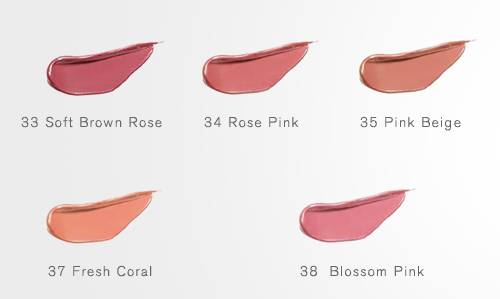 33 Soft Brown Rose
34 Rose Pink
35 Pink Beige
37 Fresh Coral
38 Blossom Pink